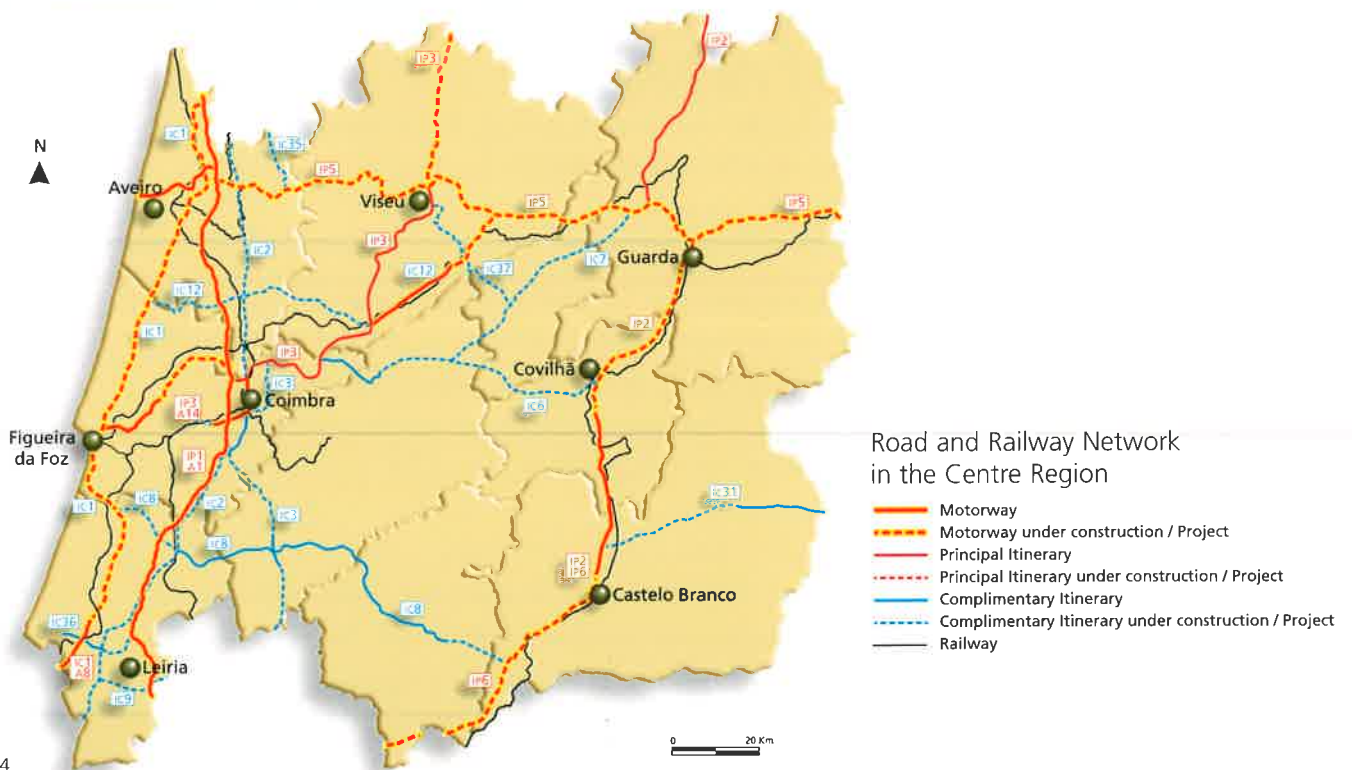 IP2
IP3
IC1
N
IC35
Aveiro
IP5
Viseu
IP5
IP5
IP3
IC2
IC12
IC37
IC7
Guarda
IC12
IC1
IP2
IP3
Covilhã
IC3
Coimbra
IC6
IP3
A14
Figueira
da Foz
IP1
A1
Road and Railway Network
in the Centre Region
IC1
IC8
IC2
IC3
IC31
Motorway
Motorway under construction / Project
IC8
Principal Itinerary
IP2
IP6
Principal Itinerary under construction / Project
Castelo Branco
Complimentary Itinerary
IC8
IC36
Complimentary Itinerary under construction / Project
Railway
IC1
A8
Leiria
IP6
IC9
0 20 Km
4